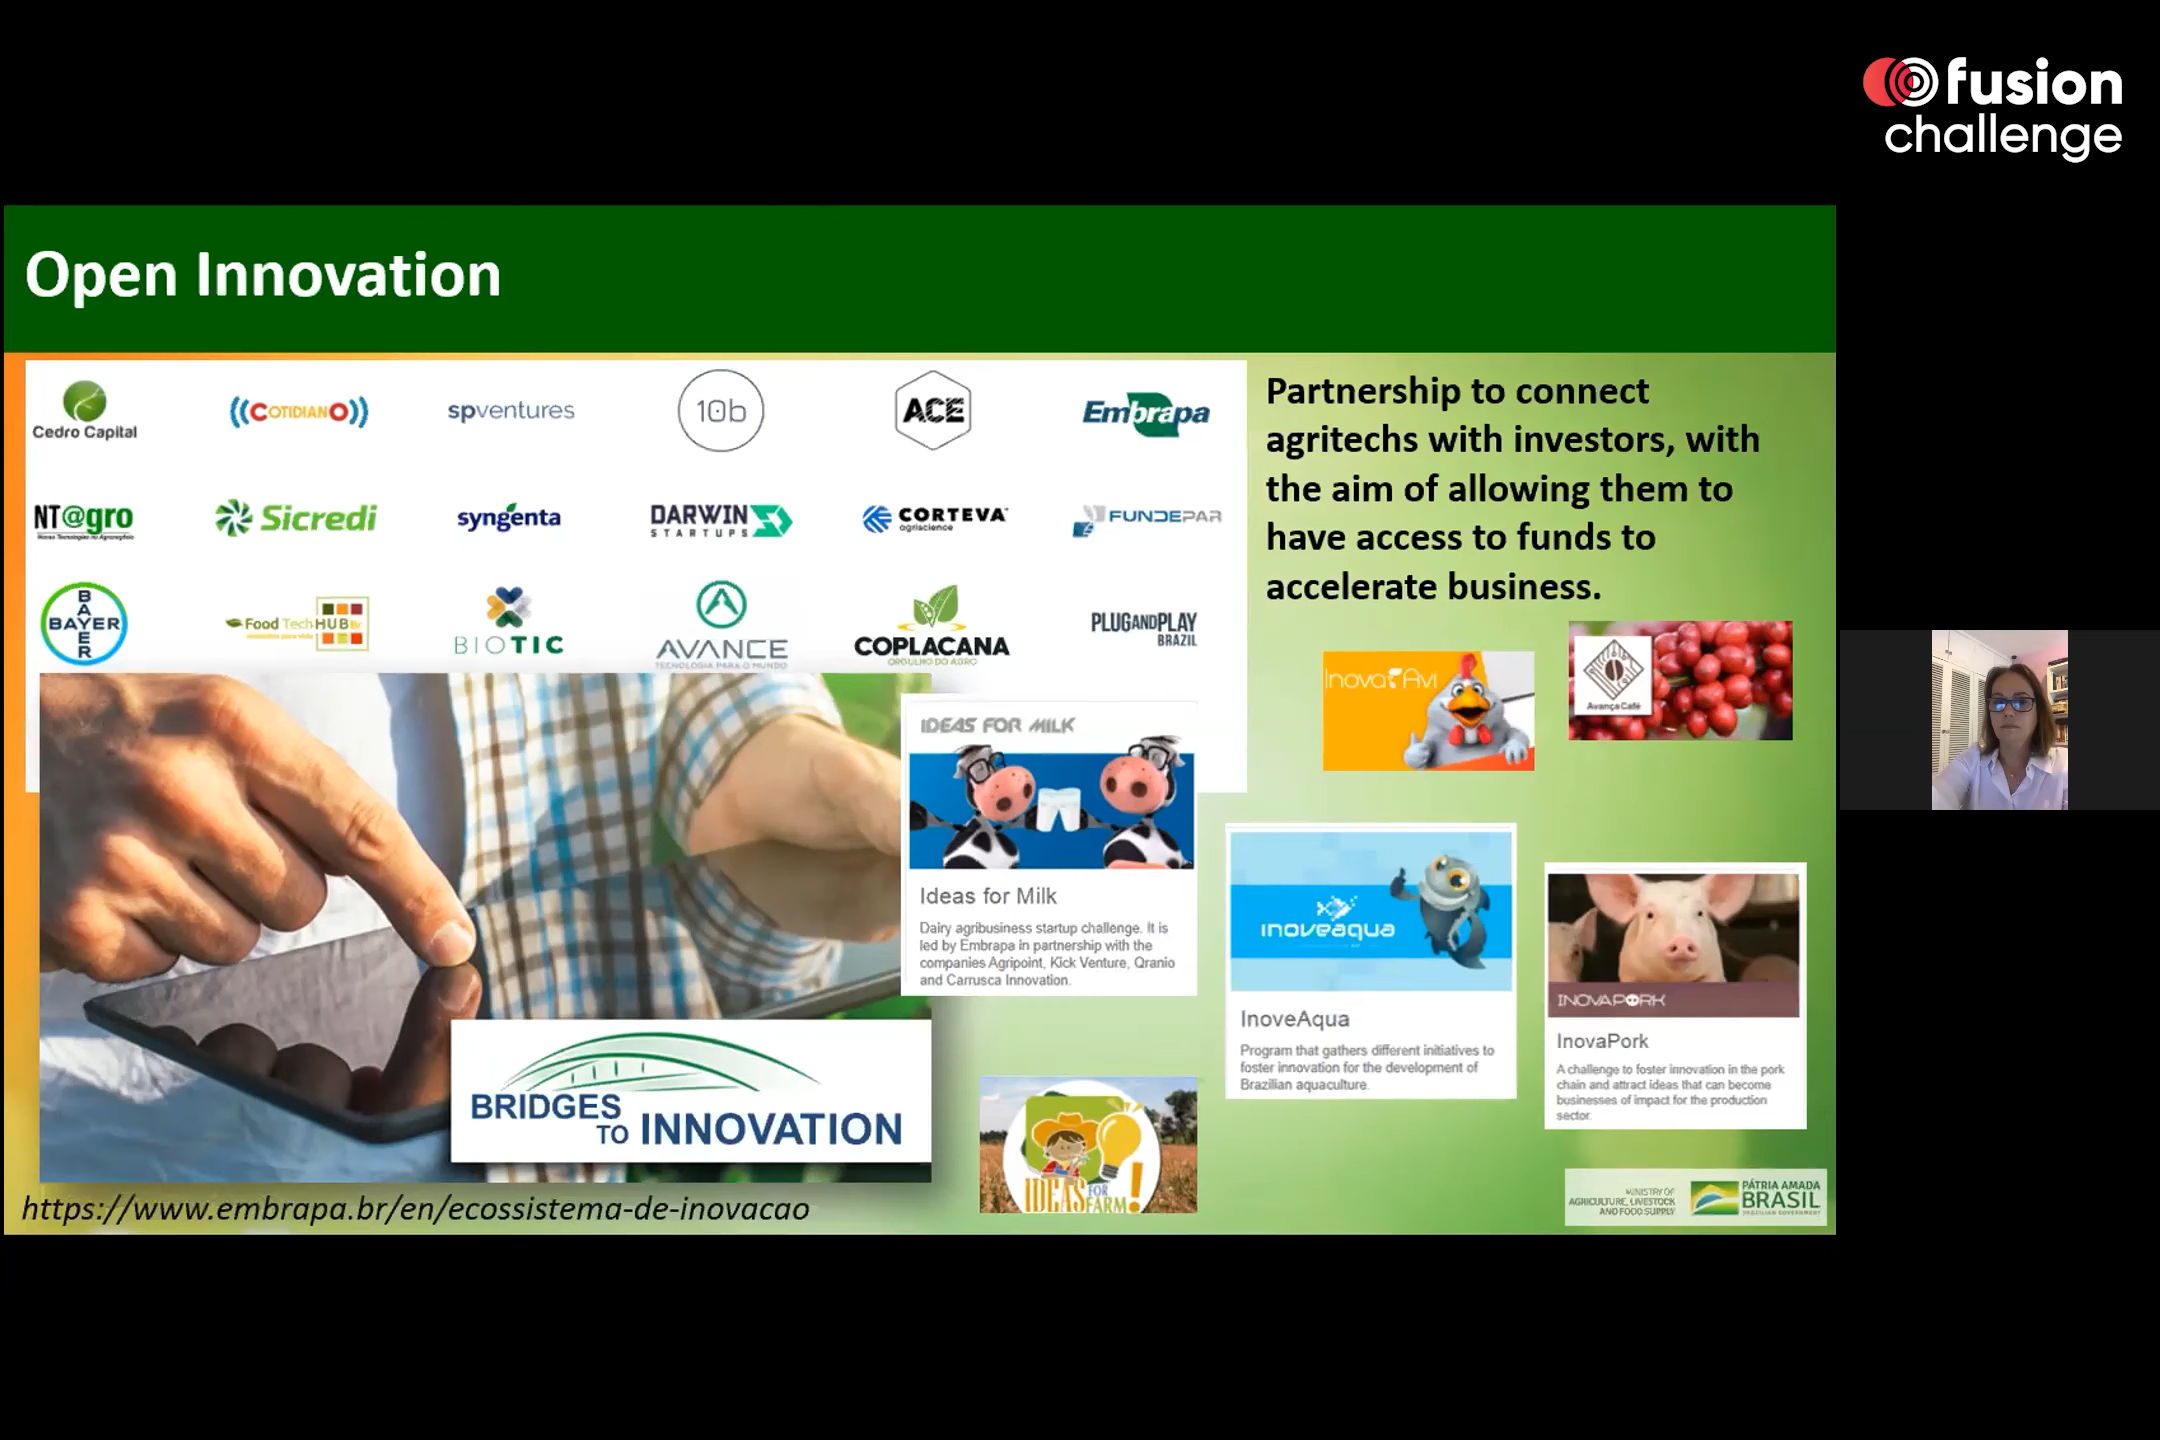 fusion
challenge
Open Innovation
Cedro Capital
((COTIDIANO))
spventures
10b
ACE
Embrapa
NT@gro
Novas Tecnologias no Agronegócio
Sicredi
syngenta
DARWIN
STARTUPS
CORTEVA
agriscience
FUNDEPAR
BAYER
BAYER
Food TechHUB Br
BIOTIC
AVANCE
TECNOLOGIA PARA O MUNDO
COPLACANA
ORGULHO DO AGRO
PLUGANDPLAY
BRAZIL
Partnership to connect
agritechs with investors, with
the aim of allowing them to
have access to funds to
accelerate business.
Inova Avi
Avança Café
IDEAS FOR MILK
Ideas for Milk
Dairy agribusiness startup challenge. It is
led by Embrapa in partnership with the
companies Agripoint, Kick Venture, Qranio
and Carrusca Innovation.
inoveaqua
InoveAqua
Program that gathers different initiatives to
foster innovation for the development of
Brazilian aquaculture.
INOVAPORK
InovaPork
A challenge to foster innovation in the pork
chain and attract ideas that can become
businesses of impact for the production
sector.
BRIDGES
TO INNOVATION
IDEAS FOR FARM!
https://www.embrapa.br/en/ecossistema-de-inovacao
MINISTRY OF
AGRICULTURE, LIVESTOCK
AND FOOD SUPPLY
PÁTRIA AMADA
BRASIL
BRAZILIAN GOVERNMENT